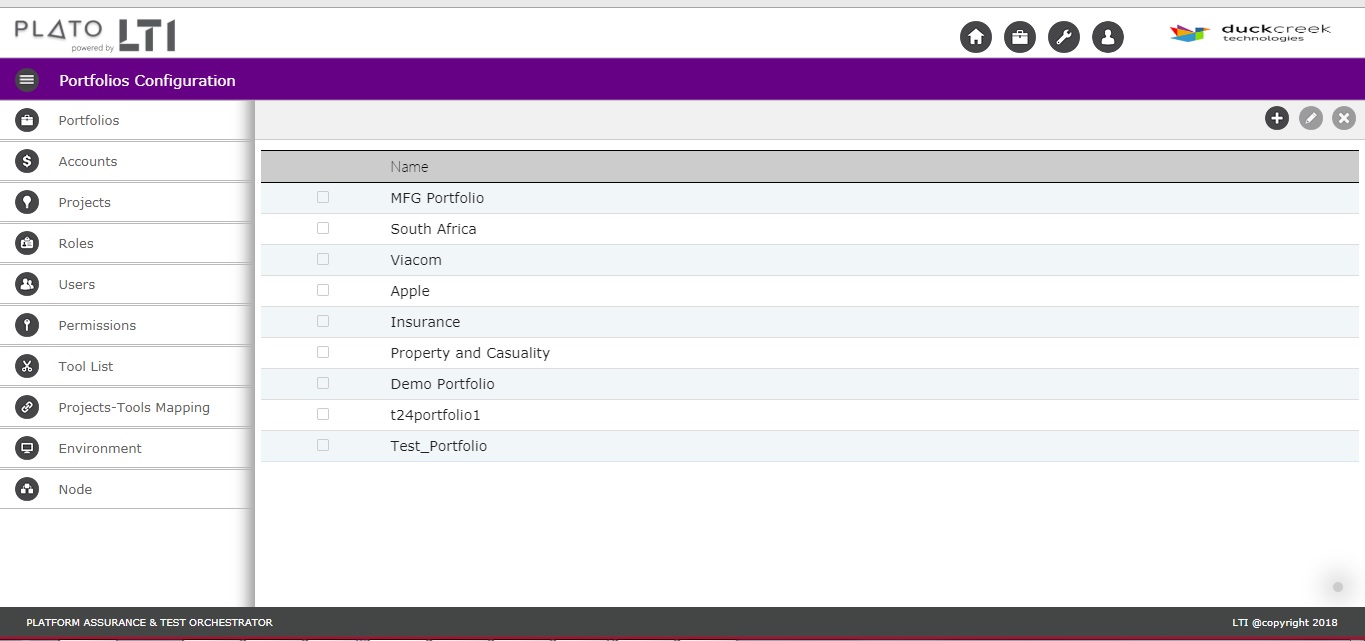 PLATO
powered by LTI
duckcreek
technologies
Portfolios Configuration
Portfolios
Accounts
Projects
Roles
Users
Permissions
Tool List
Projects-Tools Mapping
Environment
Node
Name
MFG Portfolio
South Africa
Viacom
Apple
Insurance
Property and Casuality
Demo Portfolio
t24portfolio1
Test_Portfolio
PLATFORM ASSURANCE & TEST ORCHESTRATOR
LTI @copyright 2018